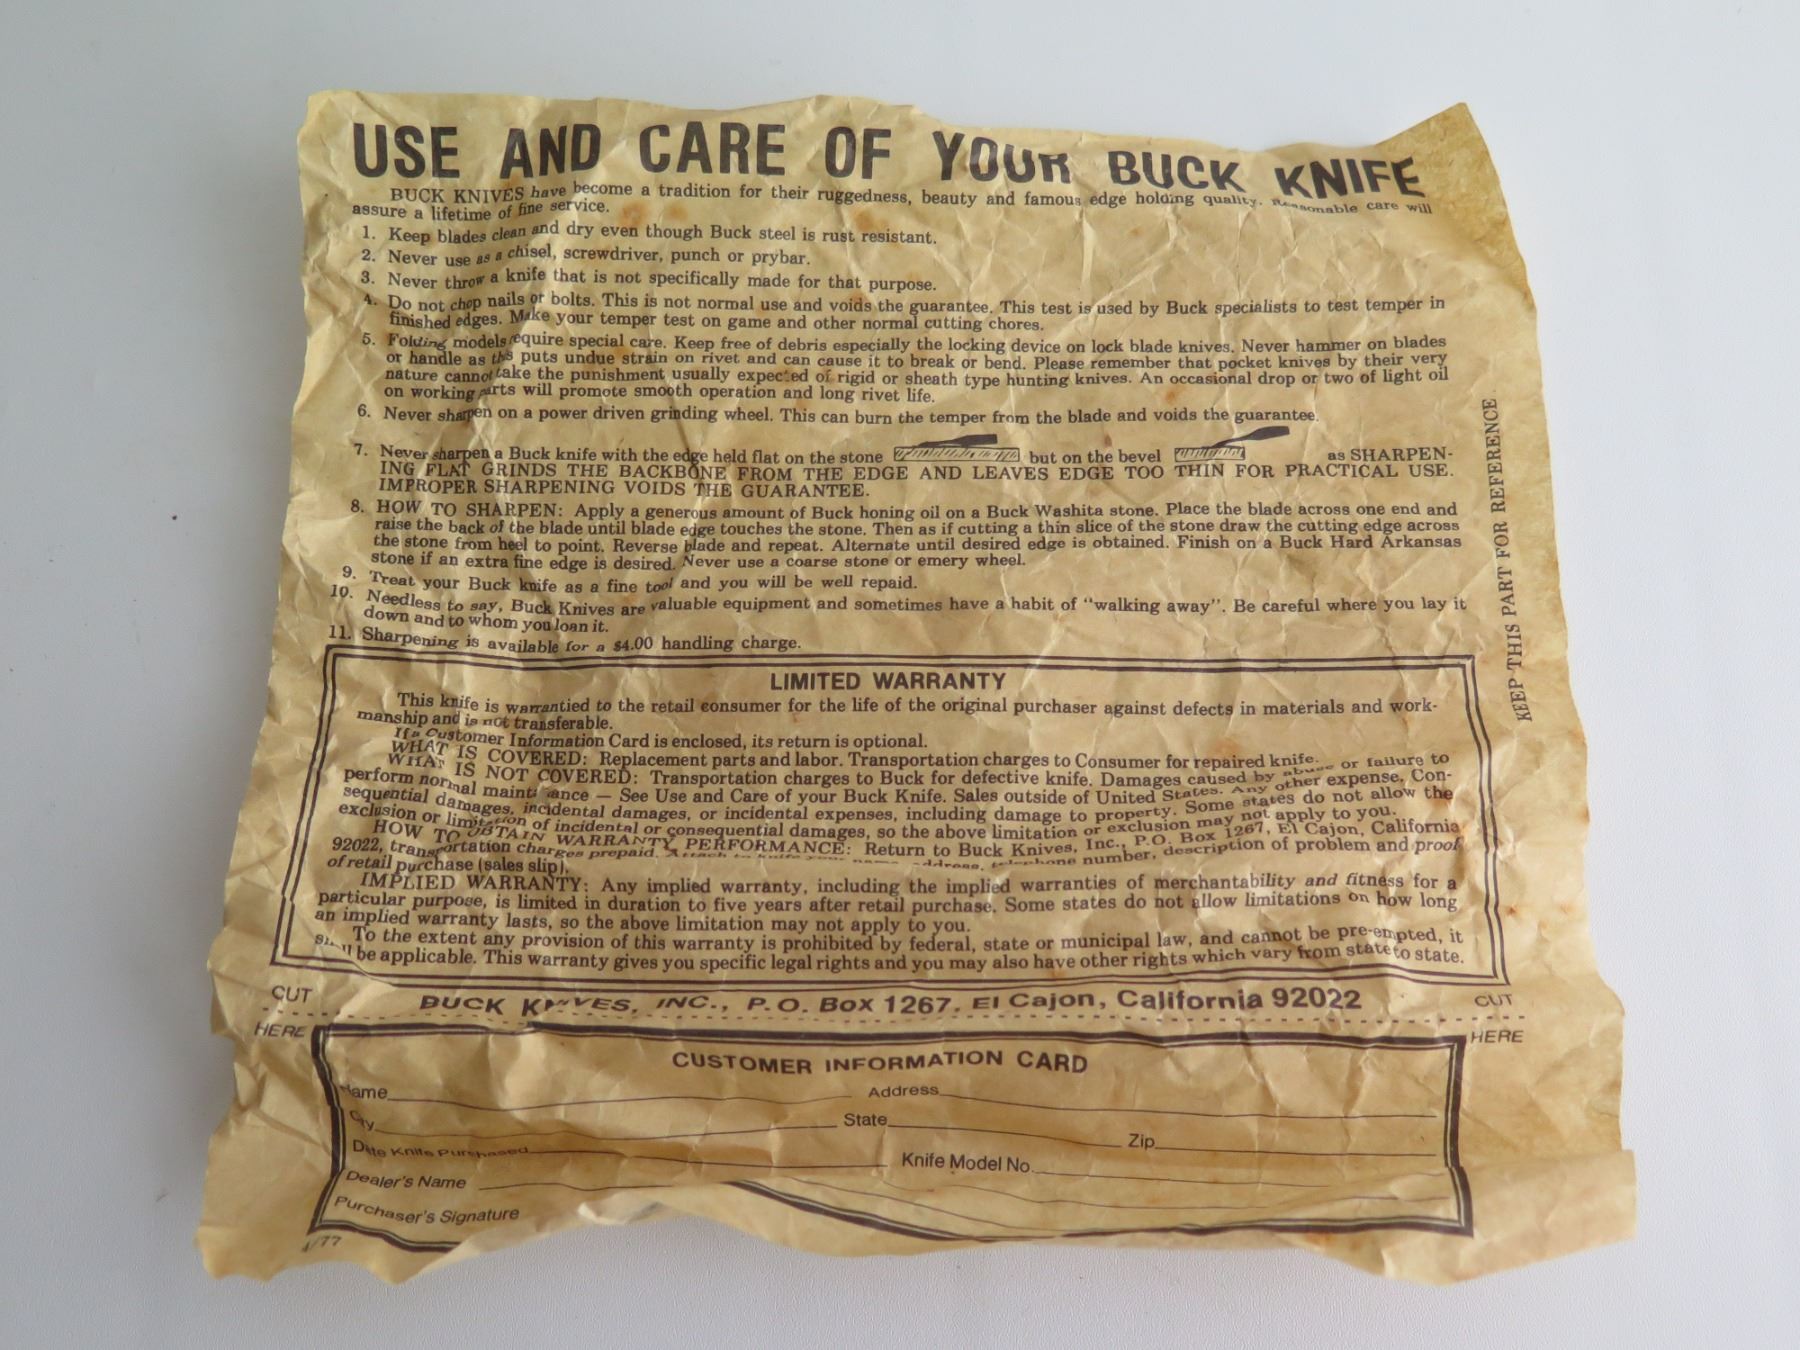 USE AND CARE OF YOUR BUCK KNIFE
BUCK KNIVES have become a tradition for their ruggedness, beauty and famous edge holding quality. Reasonable care will
assure a lifetime of fine service.
1. Keep blades clean and dry even though Buck steel is rust resistant.
2. Never use as a chisel, screwdriver, punch or prybar.
3. Never throw a knife that is not specifically made for that purpose.
4. Do not chop nails or bolts. This is not normal use and voids the guarantee. This test is used by Buck specialists to test temper in
finished edges. Make your temper test on game and other normal cutting chores.
5. Folding models require special care. Keep free of debris especially the locking device on lock blade knives. Never hammer on blades
or handle as this puts undue strain on rivet and can cause it to break or bend. Please remember that pocket knives by their very
nature cannot take the punishment usually expected of rigid or sheath type hunting knives. An occasional drop or two of light oil
on working parts will promote smooth operation and long rivet life.
6. Never sharpen on a power driven grinding wheel. This can burn the temper from the blade and voids the guarantee.
7. Never sharpen a Buck knife with the edge held flat on the stone but on the bevel as SHARPEN-
ING FLAT GRINDS THE BACKBONE FROM THE EDGE AND LEAVES EDGE TOO THIN FOR PRACTICAL USE.
IMPROPER SHARPENING VOIDS THE GUARANTEE.
8. HOW TO SHARPEN: Apply a generous amount of Buck honing oil on a Buck Washita stone. Place the blade across one end and
raise the back of the blade until blade edge touches the stone. Then as if cutting a thin slice of the stone draw the cutting edge across
the stone from heel to point. Reverse blade and repeat. Alternate until desired edge is obtained. Finish on a Buck Hard Arkansas
stone if an extra fine edge is desired. Never use a coarse stone or emery wheel.
9. Treat your Buck knife as a fine tool and you will be well repaid.
10. Needless to say, Buck Knives are valuable equipment and sometimes have a habit of "walking away". Be careful where you lay it
down and to whom you loan it.
11. Sharpening is available for a $4.00 handling charge.
KEEP THIS PART FOR REFERENCE
LIMITED WARRANTY
This knife is warrantied to the retail consumer for the life of the original purchaser against defects in materials and work-
manship and is not transferable.
If a Customer Information Card is enclosed, its return is optional.
WHAT IS COVERED: Replacement parts and labor. Transportation charges to Consumer for repaired knife.
WHAT IS NOT COVERED: Transportation charges to Buck for defective knife. Damages caused by abuse or failure to
perform normal maintenance — See Use and Care of your Buck Knife. Sales outside of United States. Any other expense. Con-
sequential damages, incidental damages, or incidental expenses, including damage to property. Some states do not allow the
exclusion or limitation of incidental or consequential damages, so the above limitation or exclusion may not apply to you.
HOW TO OBTAIN WARRANTY PERFORMANCE: Return to Buck Knives, Inc., P.O. Box 1267, El Cajon, California
92022, transportation charges prepaid. Attach to knife your name, address, telephone number, description of problem and proof
of retail purchase (sales slip).
IMPLIED WARRANTY: Any implied warranty, including the implied warranties of merchantability and fitness for a
particular purpose, is limited in duration to five years after retail purchase. Some states do not allow limitations on how long
an implied warranty lasts, so the above limitation may not apply to you.
To the extent any provision of this warranty is prohibited by federal, state or municipal law, and cannot be pre-empted, it
shall be applicable. This warranty gives you specific legal rights and you may also have other rights which vary from state to state.
CUT BUCK KNIVES, INC., P.O. Box 1267, El Cajon, California 92022 CUT
HERE HERE
CUSTOMER INFORMATION CARD
Name Address
City State Zip
Date Knife Purchased Knife Model No.
Dealer's Name
Purchaser's Signature
4/77